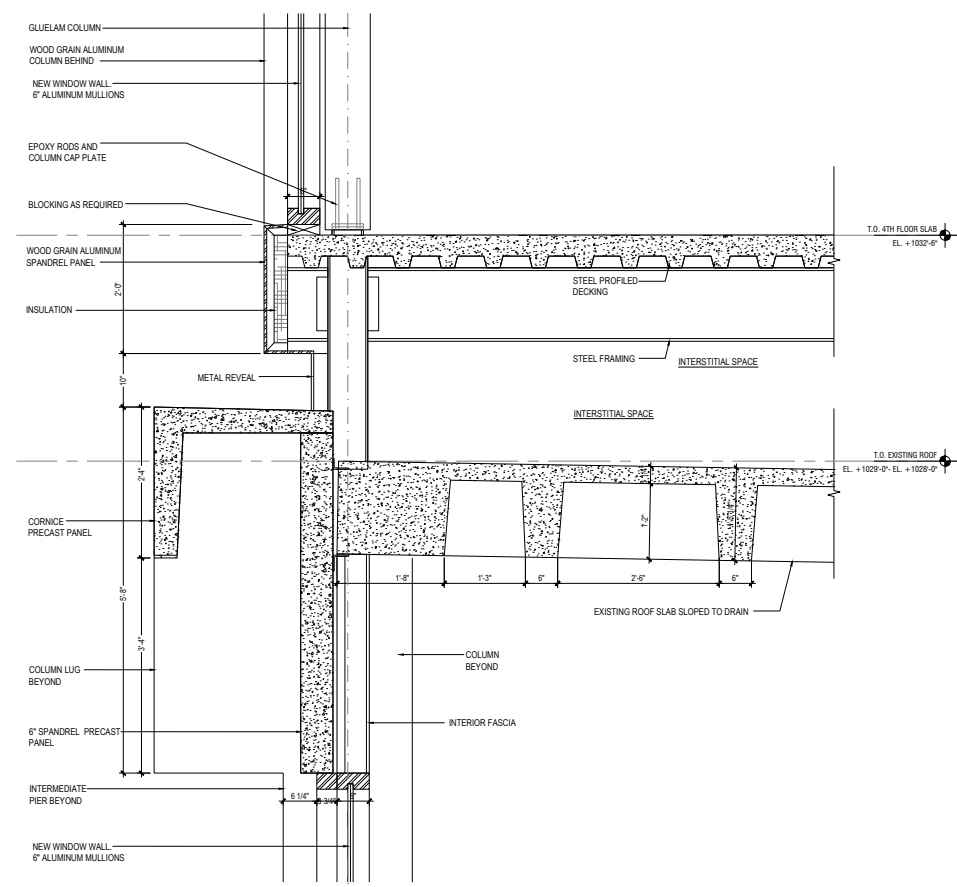 GLUELAM COLUMN
WOOD GRAIN ALUMINUM
COLUMN BEHIND
NEW WINDOW WALL.
6" ALUMINUM MULLIONS
EPOXY RODS AND
COLUMN CAP PLATE
BLOCKING AS REQUIRED
WOOD GRAIN ALUMINUM
SPANDREL PANEL
2'-0"
INSULATION
METAL REVEAL
10"
STEEL PROFILED
DECKING
STEEL FRAMING
INTERSTITIAL SPACE
INTERSTITIAL SPACE
T.O. 4TH FLOOR SLAB
EL. +1032'-6"
T.O. EXISTING ROOF
EL. +1029'-0"- EL. +1028'-0"
2'-4"
CORNICE
PRECAST PANEL
1'-2"
1'-8"
1'-3"
6"
2'-6"
6"
EXISTING ROOF SLAB SLOPED TO DRAIN
5'-8"
3'-4"
COLUMN LUG
BEYOND
COLUMN
BEYOND
INTERIOR FASCIA
6" SPANDREL PRECAST
PANEL
INTERMEDIATE
PIER BEYOND
6 1/4"
3/4"
NEW WINDOW WALL.
6" ALUMINUM MULLIONS